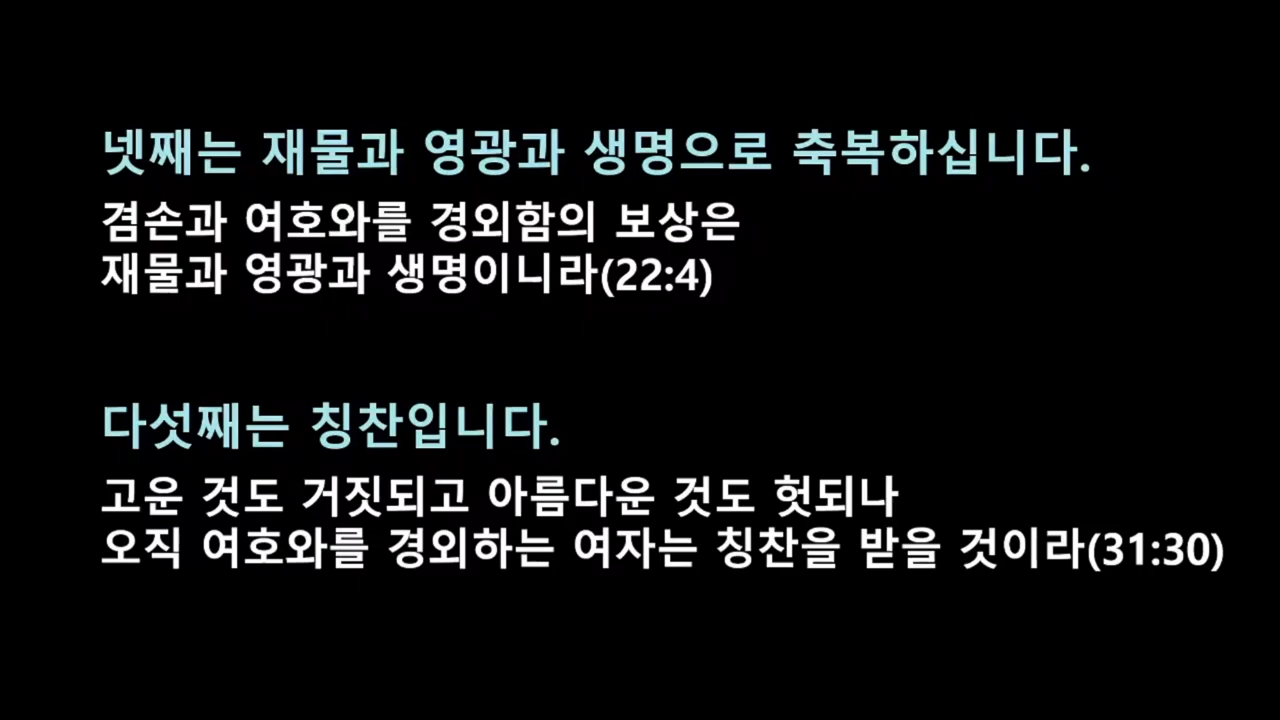 넷째는 재물과 영광과 생명으로 축복하십니다.
겸손과 여호와를 경외함의 보상은
재물과 영광과 생명이니라(22:4)
다섯째는 칭찬입니다.
고운 것도 거짓되고 아름다운 것도 헛되나
오직 여호와를 경외하는 여자는 칭찬을 받을 것이라(31:30)